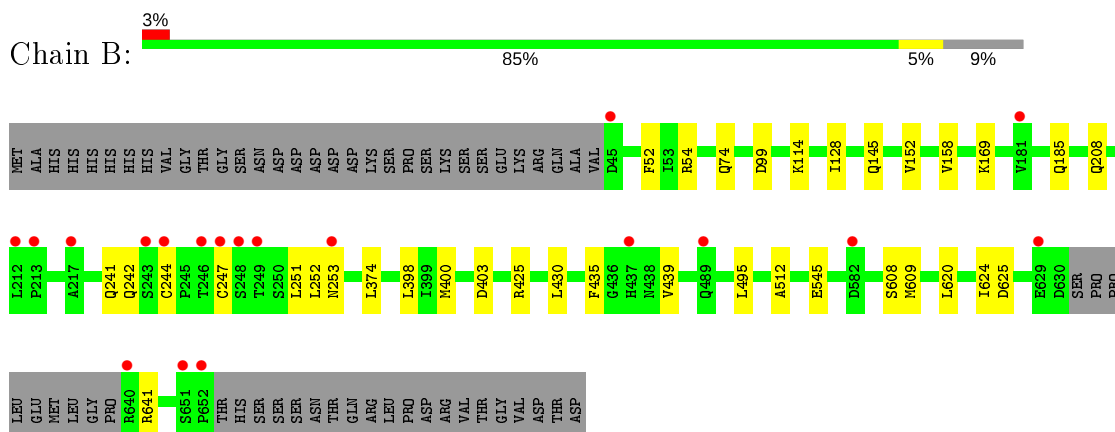 3%
Chain B:
85% 5% 9%
MET ALA HIS HIS HIS HIS HIS HIS VAL GLY THR GLY SER ASN ASP ASP ASP ASP ASP LYS SER PRO SER LYS SER SER GLU LYS ARG GLN ALA VAL D45 F52 I53 R54 Q74 D99 K114 I128 Q145 V152 V158 K169 V181 Q185 Q208
L212 P213 A217 Q241 Q242 S243 C244 P245 T246 C247 S248 T249 S250 L251 L252 N253 L374 L398 I399 M400 D403 R425 L430 F435 G436 H437 N438 V439 Q489 L495 A512 E545 D582 S608 M609 L620 I624 D625 E629 D630 SER PRO PRO
LEU GLU MET LEU GLY PRO R640 R641 S651 P652 THR HIS SER SER SER ASN THR GLN ARG LEU PRO ASP ARG VAL THR GLY VAL ASP THR ASP